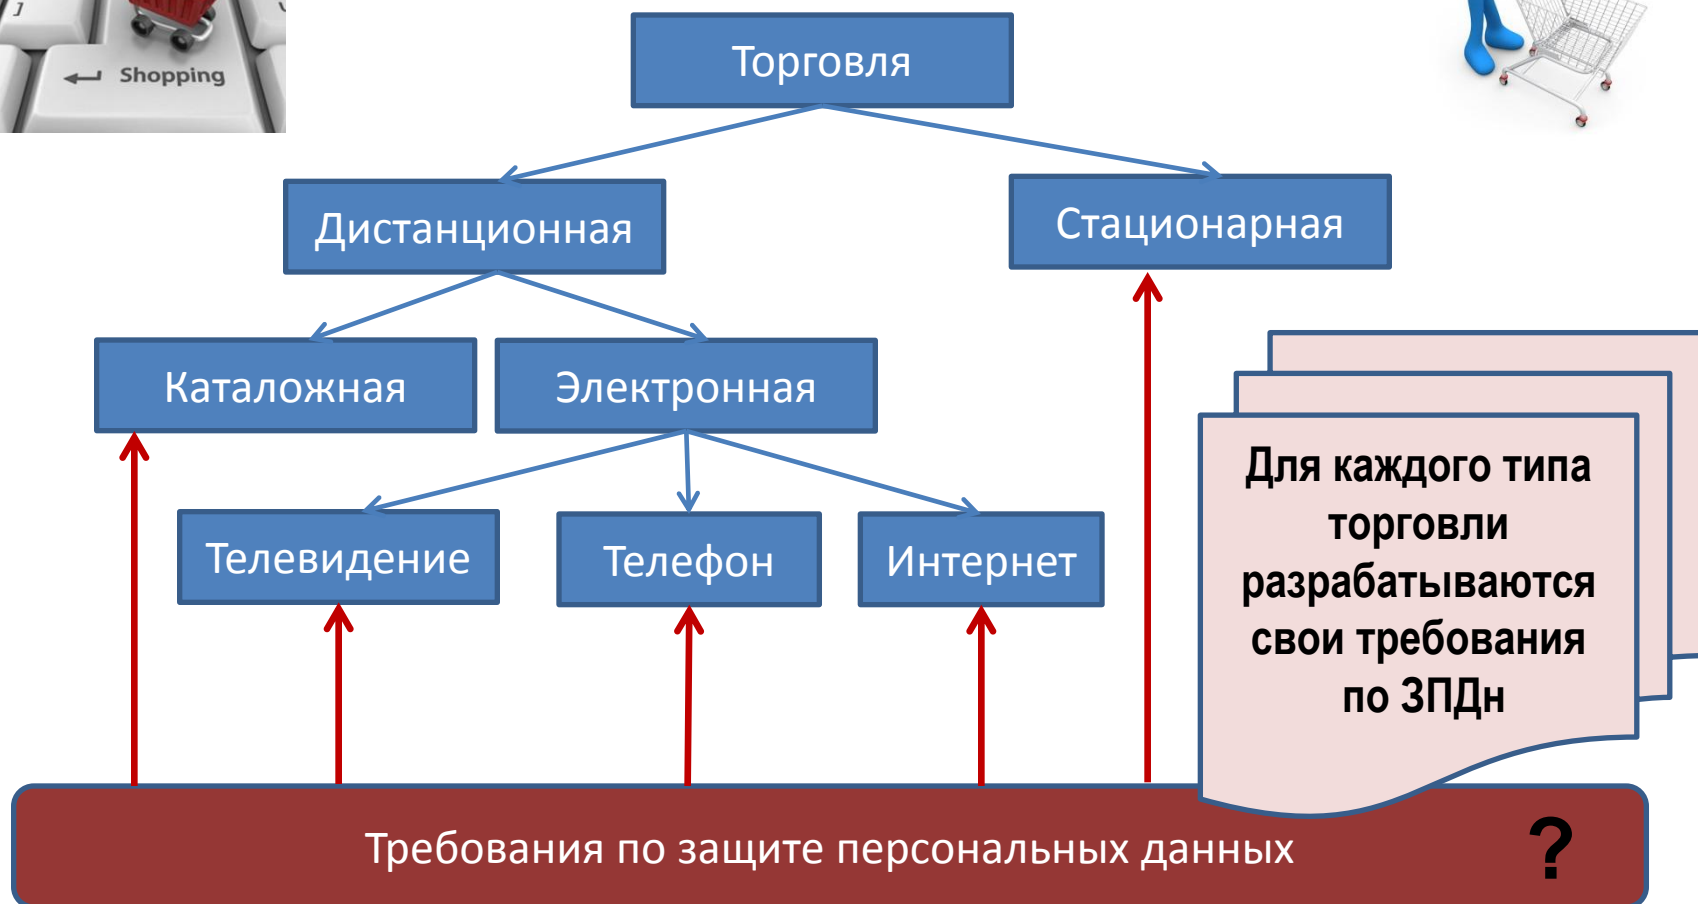 ]
Shopping
Торговля
Дистанционная
Стационарная
Каталожная
Электронная
Телевидение
Телефон
Интернет
Для каждого типа
торговли
разрабатываются
свои требования
по ЗПДн
Требования по защите персональных данных
?